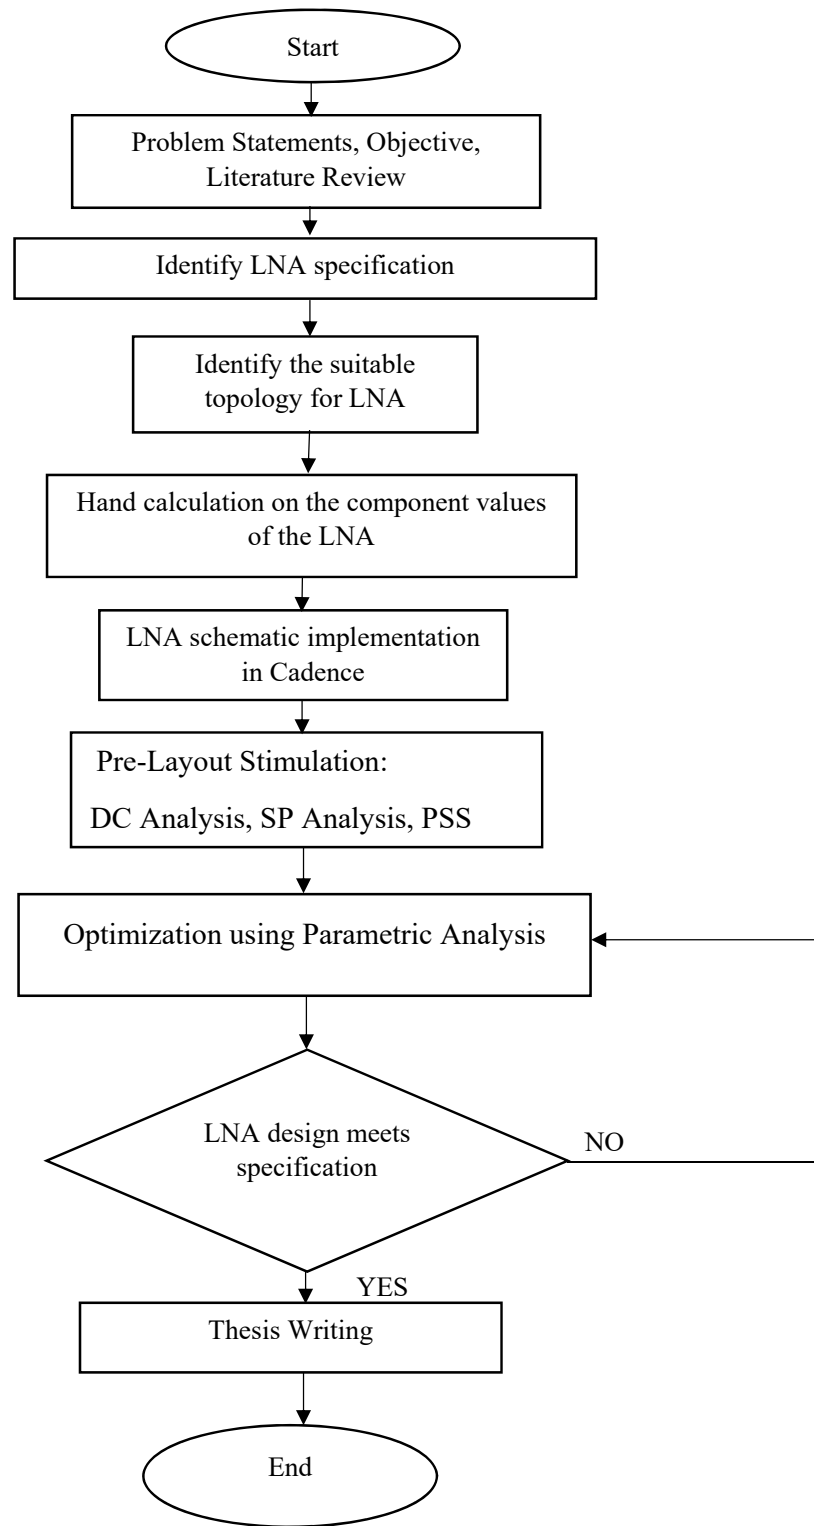 Start
Problem Statements, Objective,
Literature Review
Identify LNA specification
Identify the suitable
topology for LNA
Hand calculation on the component values
of the LNA
LNA schematic implementation
in Cadence
Pre-Layout Stimulation:
DC Analysis, SP Analysis, PSS
Optimization using Parametric Analysis
LNA design meets
specification
NO
YES
Thesis Writing
End